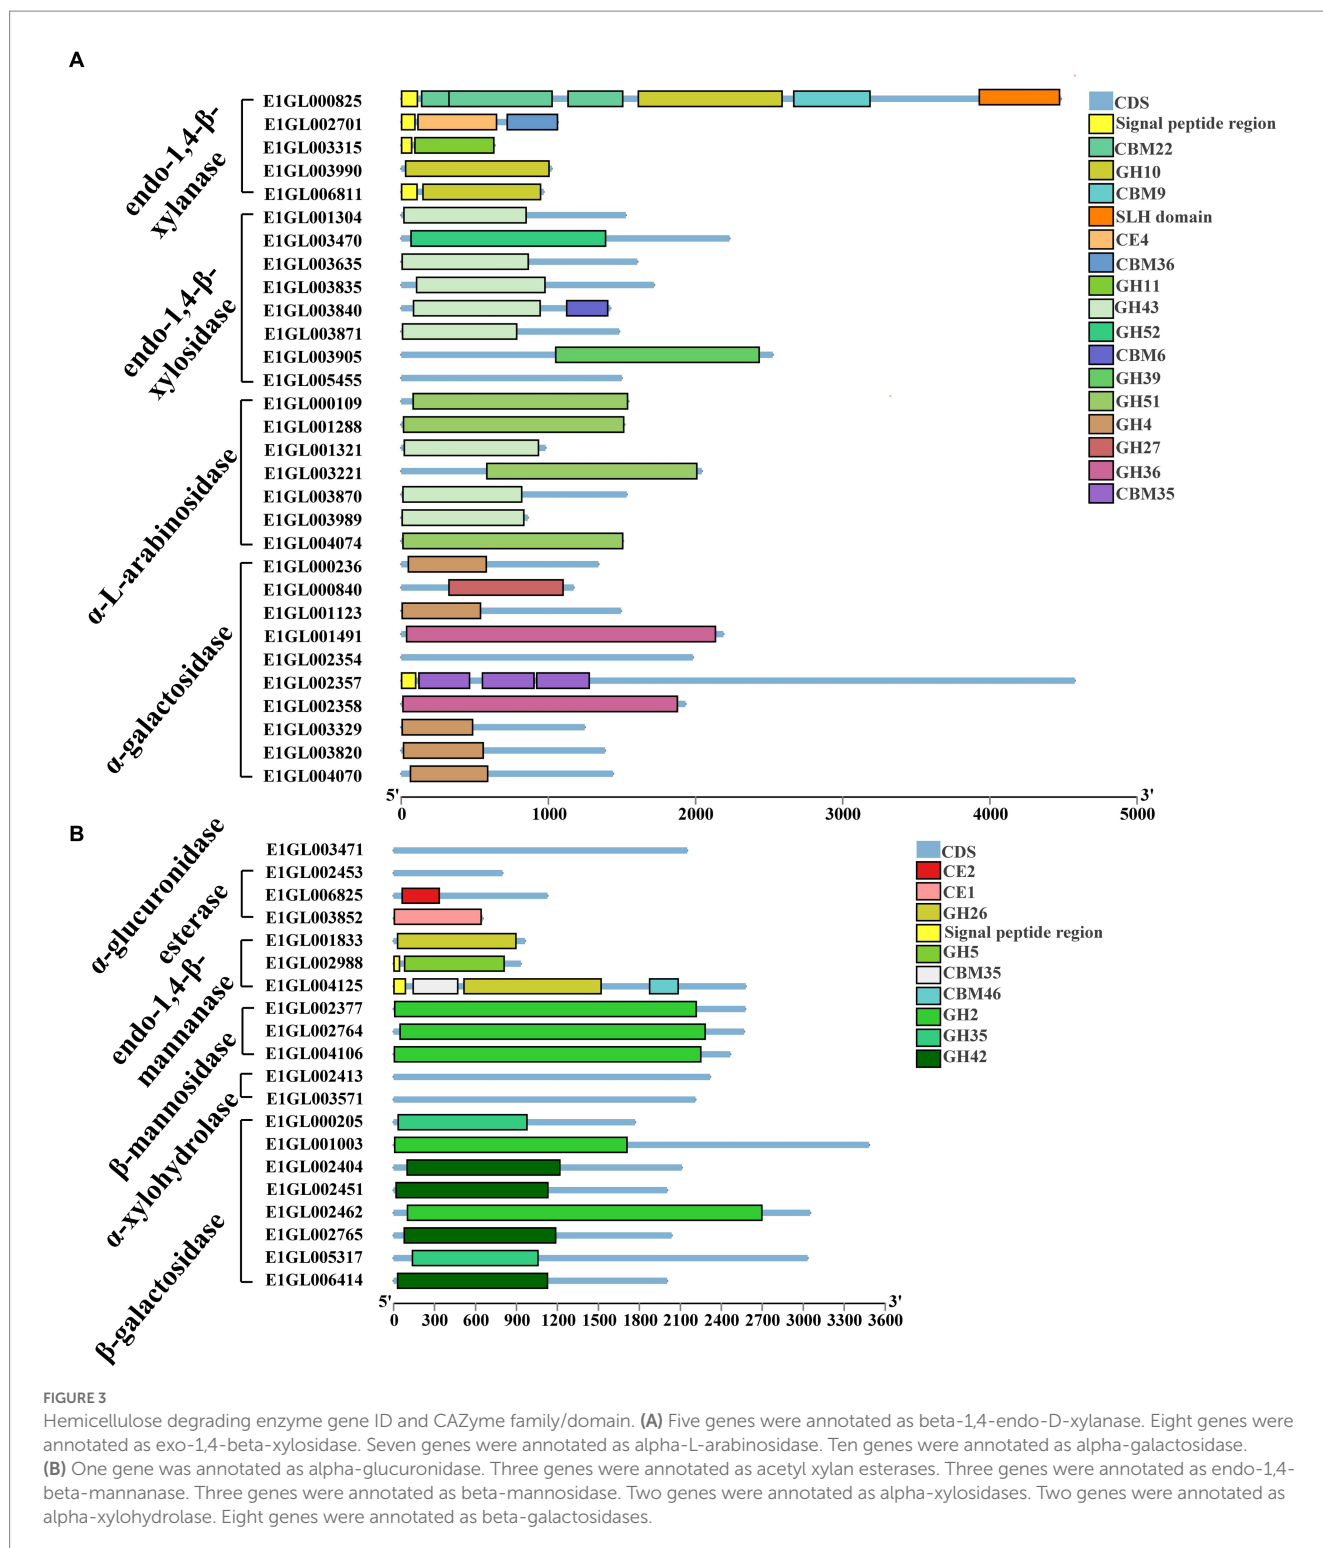 A
endo-1,4-β-
xylanase
E1GL000825
E1GL002701
E1GL003315
E1GL003990
E1GL006811
endo-1,4-β-
xylosidase
E1GL001304
E1GL003470
E1GL003635
E1GL003835
E1GL003840
E1GL003871
E1GL003905
E1GL005455
α-L-arabinosidase
E1GL000109
E1GL001288
E1GL001321
E1GL003221
E1GL003870
E1GL003989
E1GL004074
α-galactosidase
E1GL000236
E1GL000840
E1GL001123
E1GL001491
E1GL002354
E1GL002357
E1GL002358
E1GL003329
E1GL003820
E1GL004070
CDS
Signal peptide region
CBM22
GH10
CBM9
SLH domain
CE4
CBM36
GH11
GH43
GH52
CBM6
GH39
GH51
GH4
GH27
GH36
CBM35
5' 3'
0 1000 2000 3000 4000 5000
B
α-glucuronidase
E1GL003471
esterase
E1GL002453
E1GL006825
E1GL003852
endo-1,4-β-
mannanase
E1GL001833
E1GL002988
E1GL004125
β-mannosidase
E1GL002377
E1GL002764
E1GL004106
α-xylohydrolase
E1GL002413
E1GL003571
β-galactosidase
E1GL000205
E1GL001003
E1GL002404
E1GL002451
E1GL002462
E1GL002765
E1GL005317
E1GL006414
CDS
CE2
CE1
GH26
Signal peptide region
GH5
CBM35
CBM46
GH2
GH35
GH42
5' 3'
0 300 600 900 1200 1500 1800 2100 2400 2700 3000 3300 3600
FIGURE 3
Hemicellulose degrading enzyme gene ID and CAZyme family/domain. (A) Five genes were annotated as beta-1,4-endo-D-xylanase. Eight genes were
annotated as exo-1,4-beta-xylosidase. Seven genes were annotated as alpha-L-arabinosidase. Ten genes were annotated as alpha-galactosidase.
(B) One gene was annotated as alpha-glucuronidase. Three genes were annotated as acetyl xylan esterases. Three genes were annotated as endo-1,4-
beta-mannanase. Three genes were annotated as beta-mannosidase. Two genes were annotated as alpha-xylosidases. Two genes were annotated as
alpha-xylohydrolase. Eight genes were annotated as beta-galactosidases.